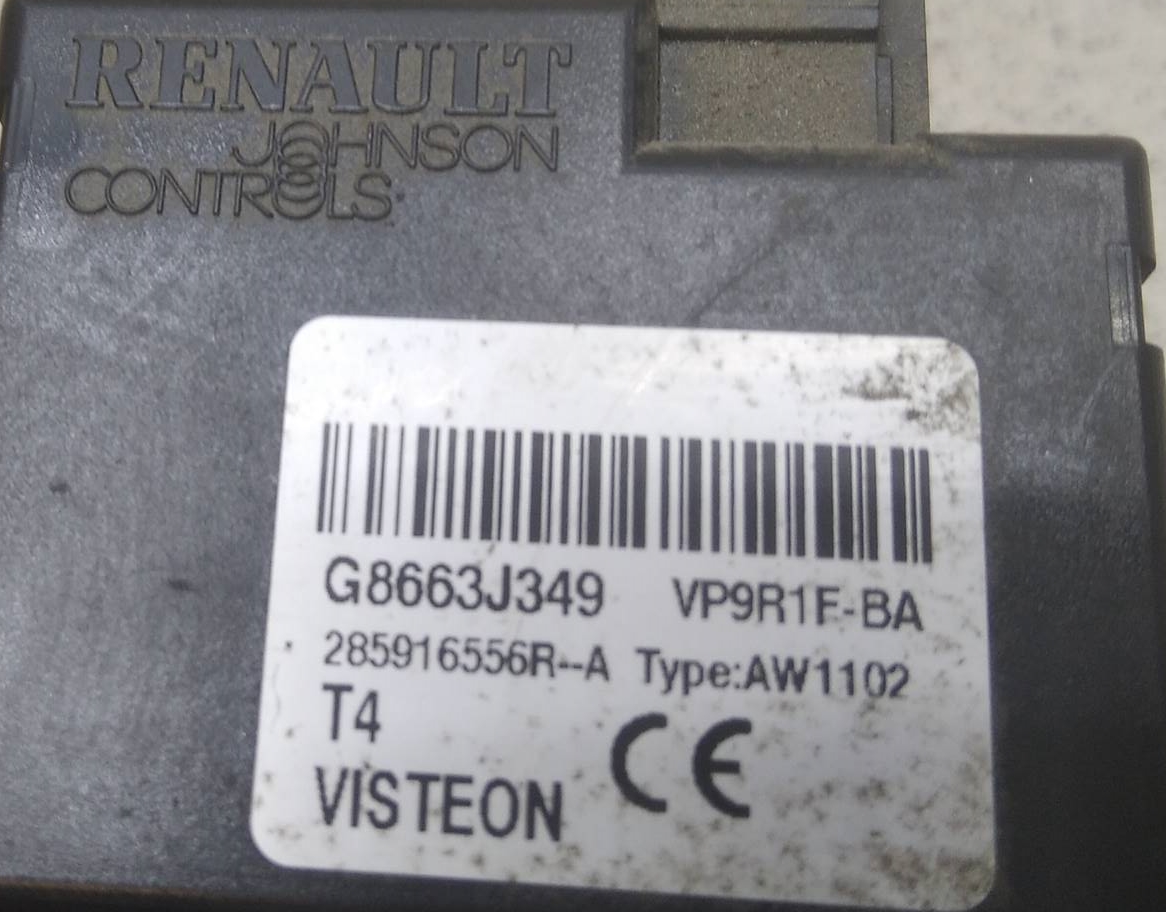 RENAULT
JOHNSON
CONTROLS
G8663J349 VP9R1F-BA
285916556R--A Type:AW1102
T4
CE
VISTEON